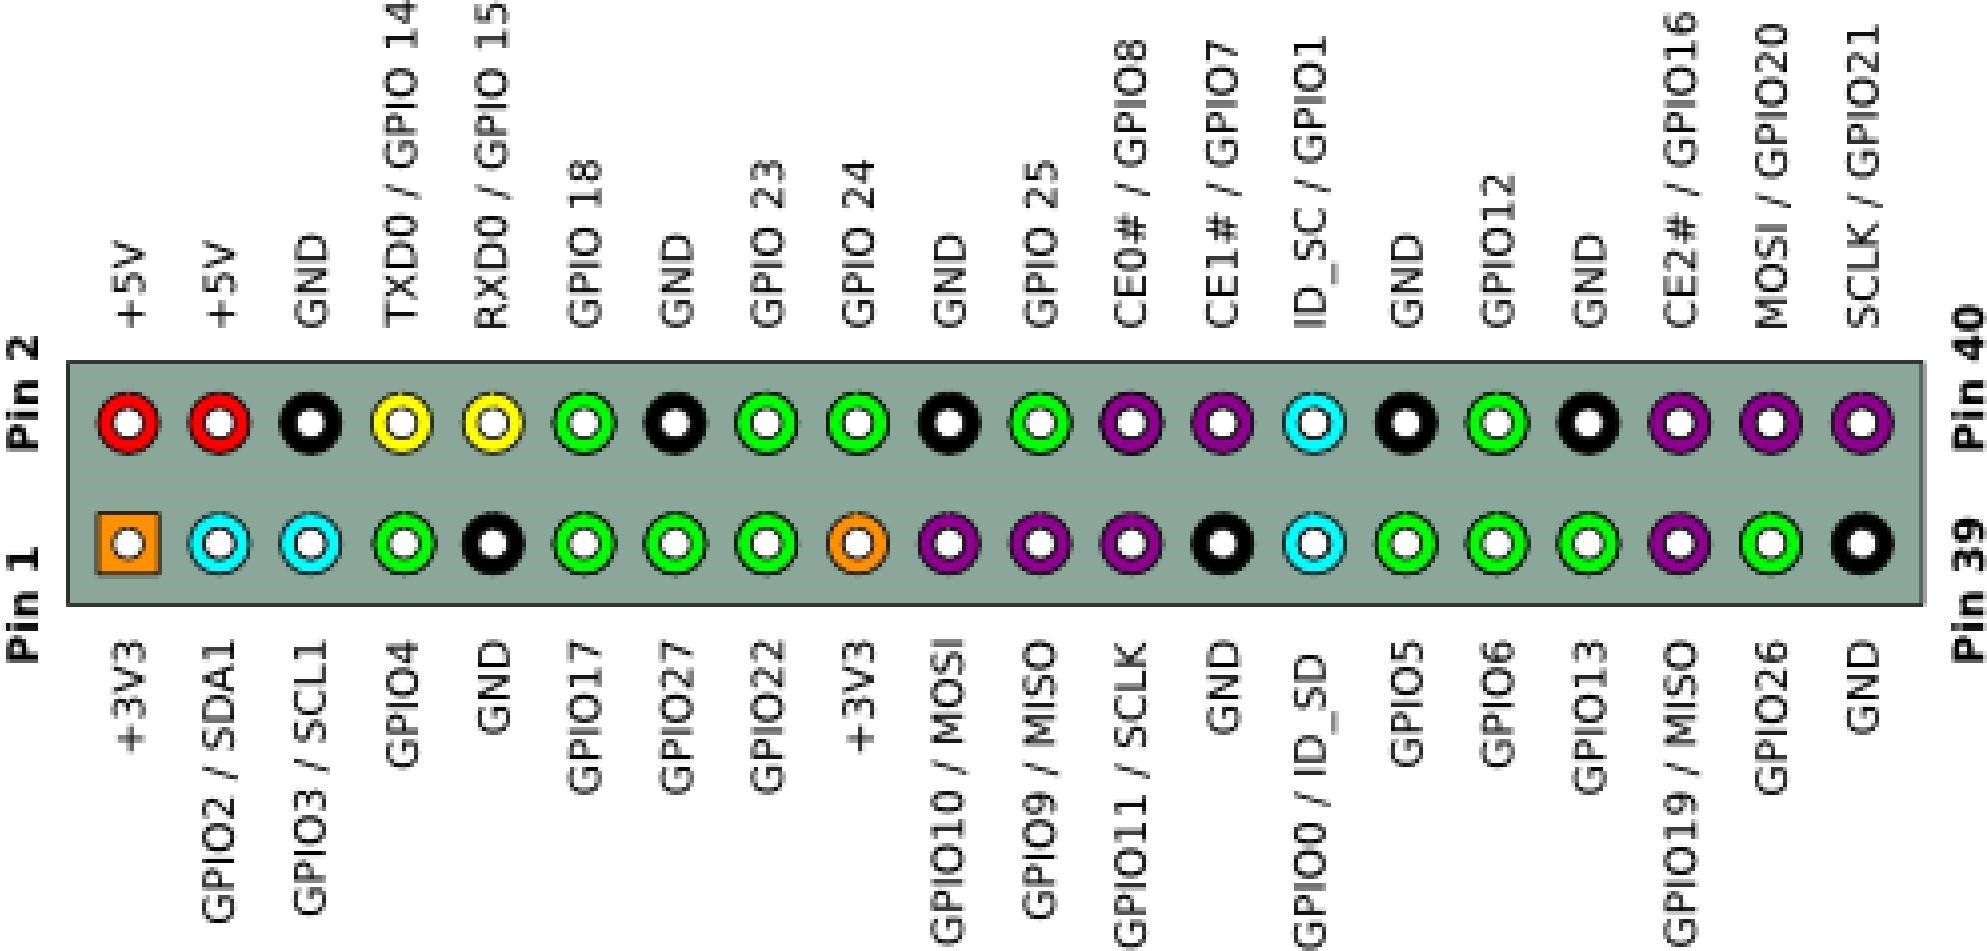 Pin 2
+5V
+5V
GND
TXD0 / GPIO 14
RXD0 / GPIO 15
GPIO 18
GND
GPIO 23
GPIO 24
GND
GPIO 25
CE0# / GPIO8
CE1# / GPIO7
ID_SC / GPIO1
GND
GPIO12
GND
CE2# / GPIO16
MOSI / GPIO20
SCLK / GPIO21
Pin 40
Pin 1
+3V3
GPIO2 / SDA1
GPIO3 / SCL1
GPIO4
GND
GPIO17
GPIO27
GPIO22
+3V3
GPIO10 / MOSI
GPIO9 / MISO
GPIO11 / SCLK
GND
GPIO0 / ID_SD
GPIO5
GPIO6
GPIO13
GPIO19 / MISO
GPIO26
GND
Pin 39